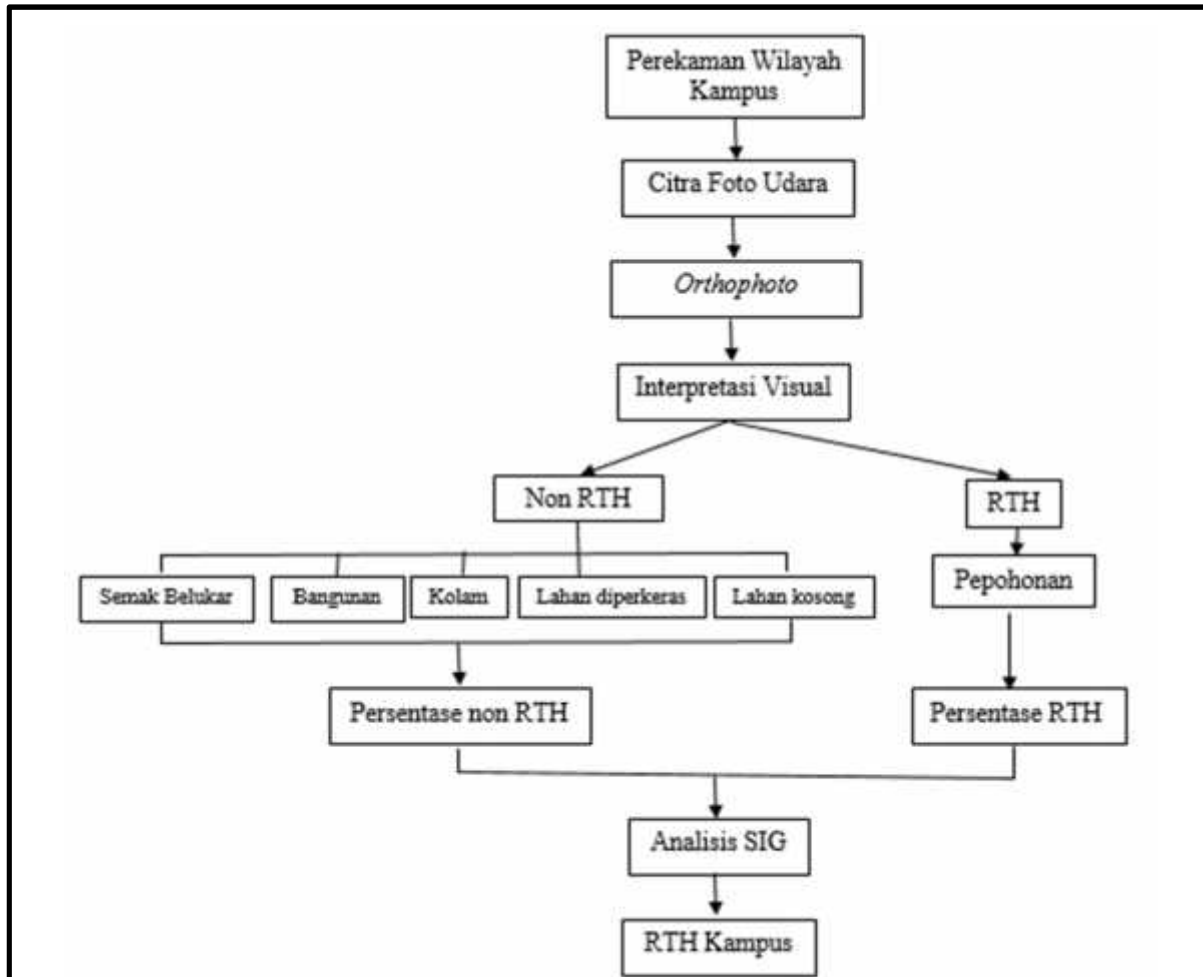 Perekaman Wilayah
Kampus
Citra Foto Udara
Orthophoto
Interpretasi Visual
Non RTH
RTH
Semak Belukar
Bangunan
Kolam
Lahan diperkeras
Lahan kosong
Pepohonan
Persentase non RTH
Persentase RTH
Analisis SIG
RTH Kampus